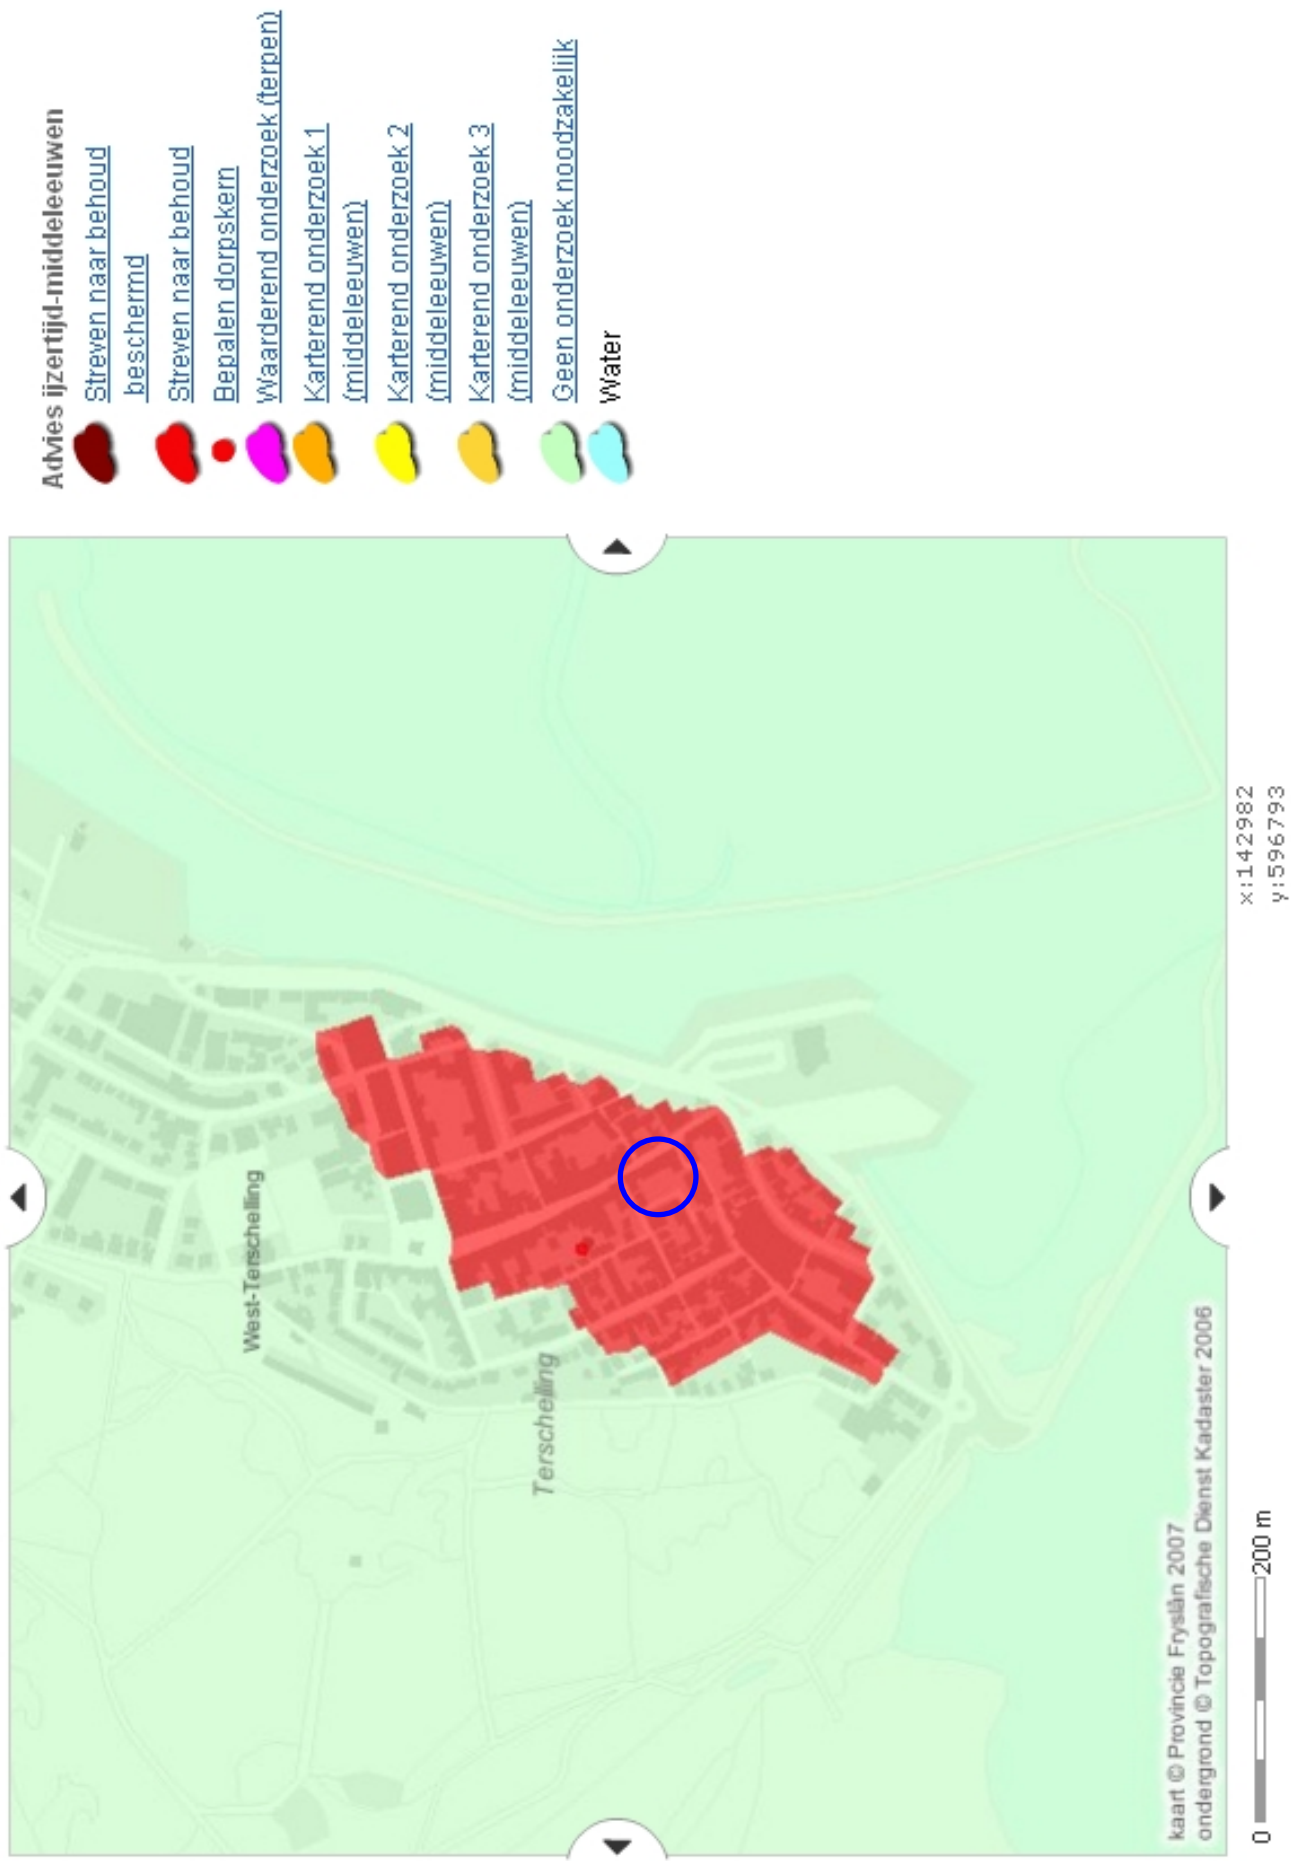 Advies ijzertijd-middeleeuwen
Streven naar behoud
beschermd
Streven naar behoud
Bepalen dorpskern
Waarderend onderzoek (terpen)
Karterend onderzoek 1
(middeleeuwen)
Karterend onderzoek 2
(middeleeuwen)
Karterend onderzoek 3
(middeleeuwen)
Geen onderzoek noodzakelijk
Water
West-Terschelling
Terschelling
kaart © Provincie Fryslân 2007
ondergrond © Topografische Dienst Kadaster 2006
0 200 m
x:142982
y:596793